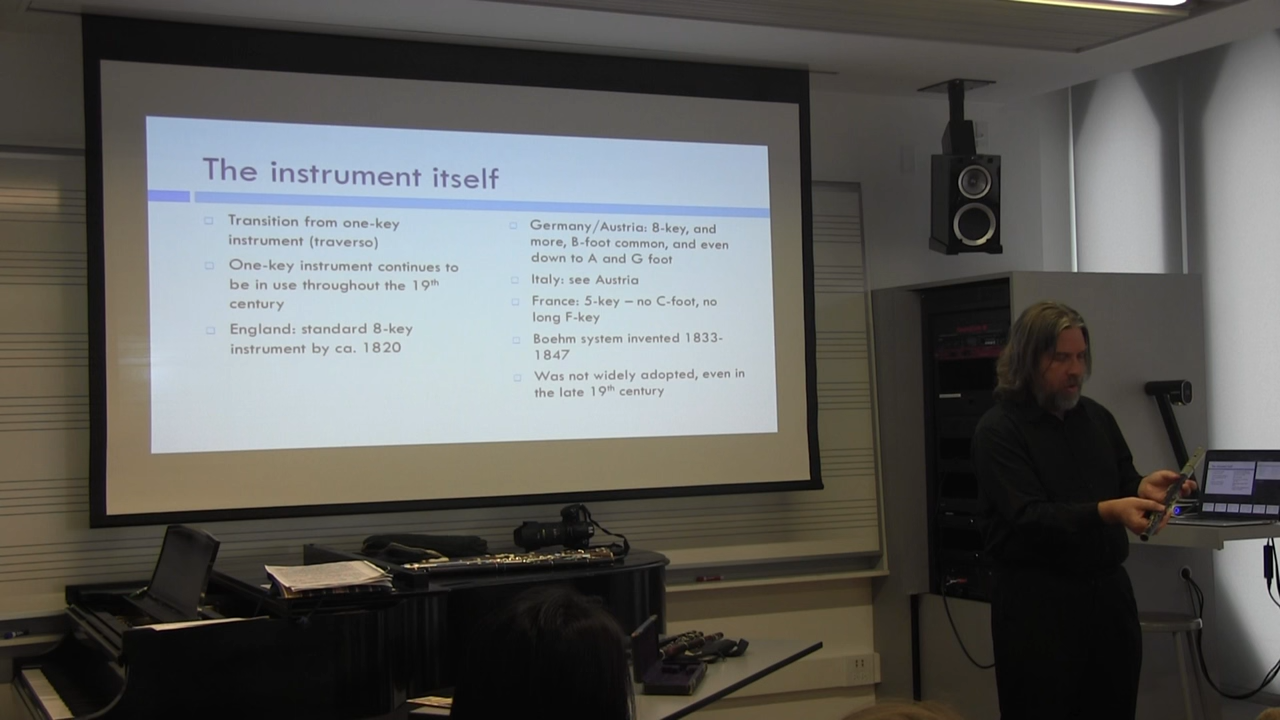 The instrument itself
Transition from one-key
instrument (traverso)
One-key instrument continues to
be in use throughout the 19th
century
England: standard 8-key
instrument by ca. 1820
Germany/Austria: 8-key, and
more, B-foot common, and even
down to A and G foot
Italy: see Austria
France: 5-key – no C-foot, no
long F-key
Boehm system invented 1833-
1847
Was not widely adopted, even in
the late 19th century